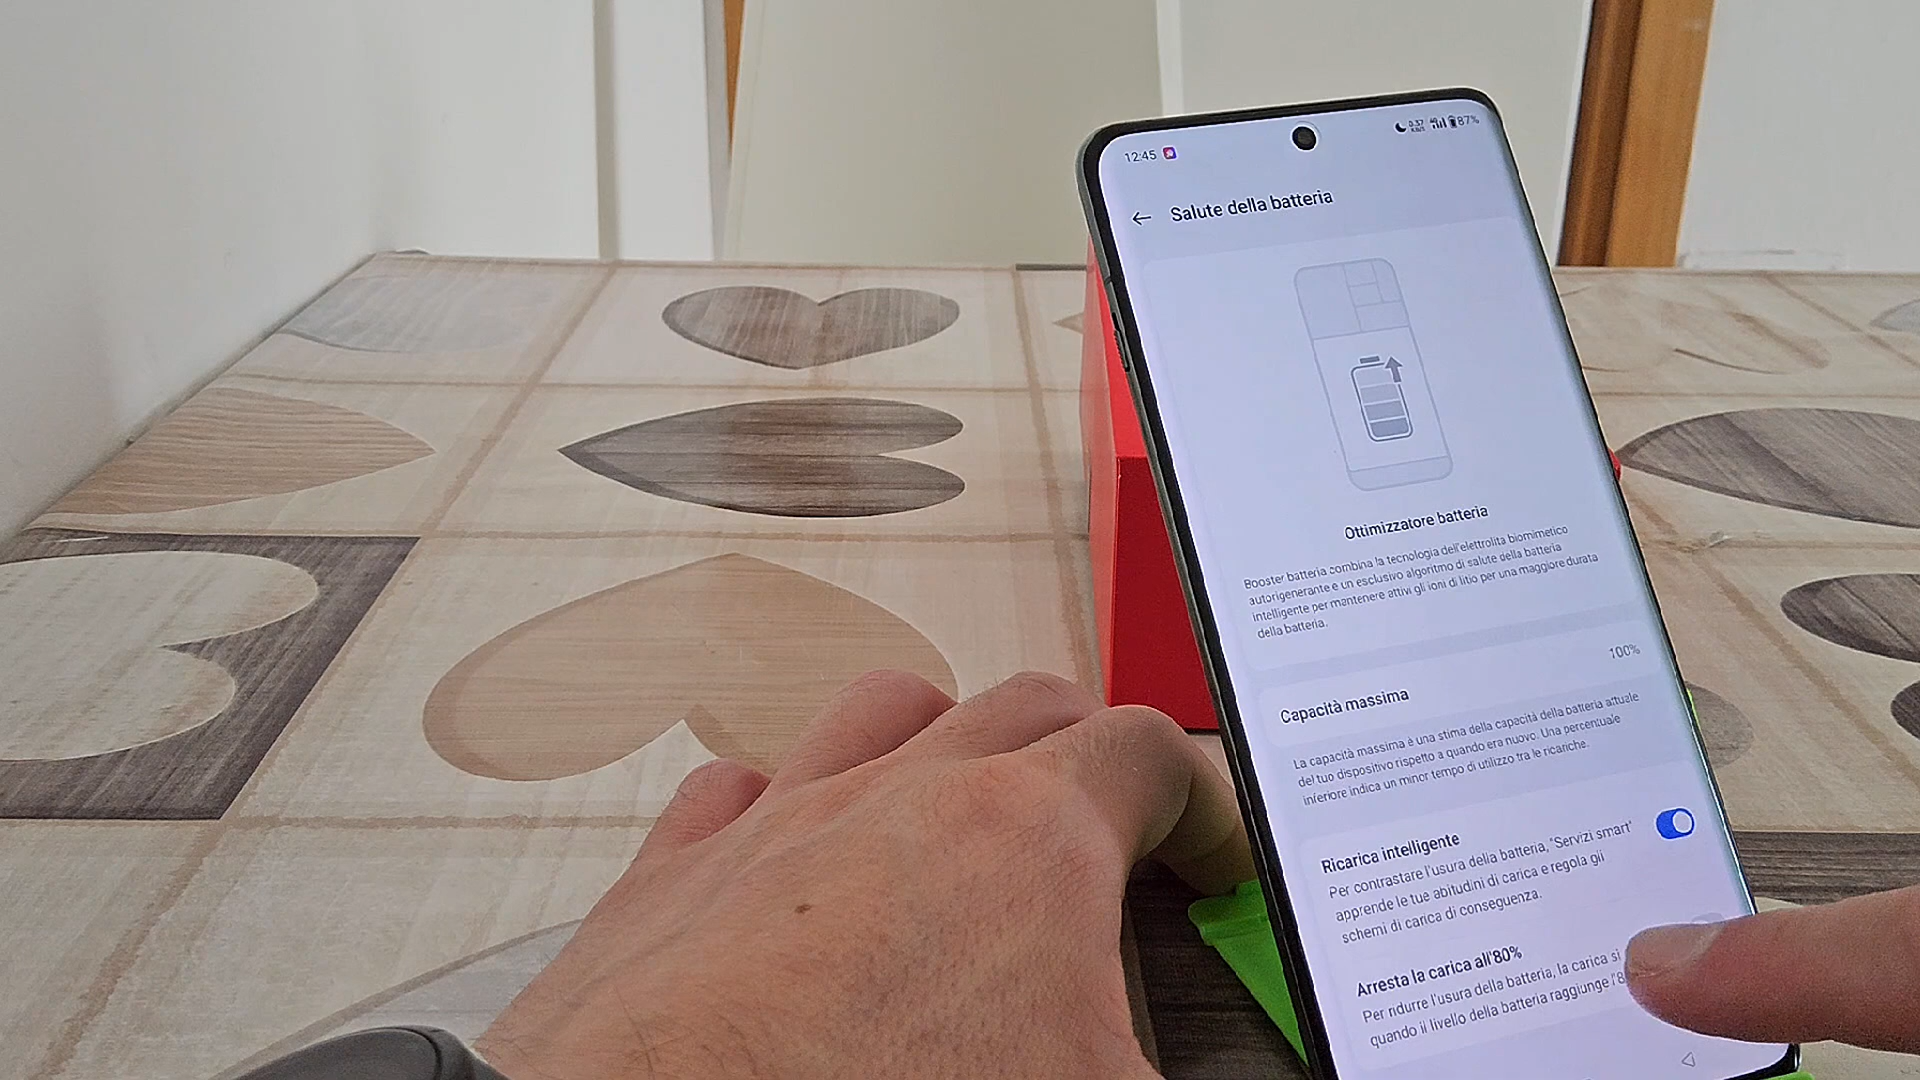 12:45
0.37
KB/S
4G
87%
Salute della batteria
Ottimizzatore batteria
Booster batteria combina la tecnologia dell'elettrolita biomimetico
autorigenerante e un esclusivo algoritmo di salute della batteria
intelligente per mantenere attivi gli ioni di litio per una maggiore durata
della batteria.
Capacità massima
100%
La capacità massima è una stima della capacità della batteria attuale
del tuo dispositivo rispetto a quando era nuovo. Una percentuale
inferiore indica un minor tempo di utilizzo tra le ricariche.
Ricarica intelligente
Per contrastare l'usura della batteria, "Servizi smart"
apprende le tue abitudini di carica e regola gli
schemi di carica di conseguenza.
Arresta la carica all'80%
Per ridurre l'usura della batteria, la carica si
quando il livello della batteria raggiunge l'8